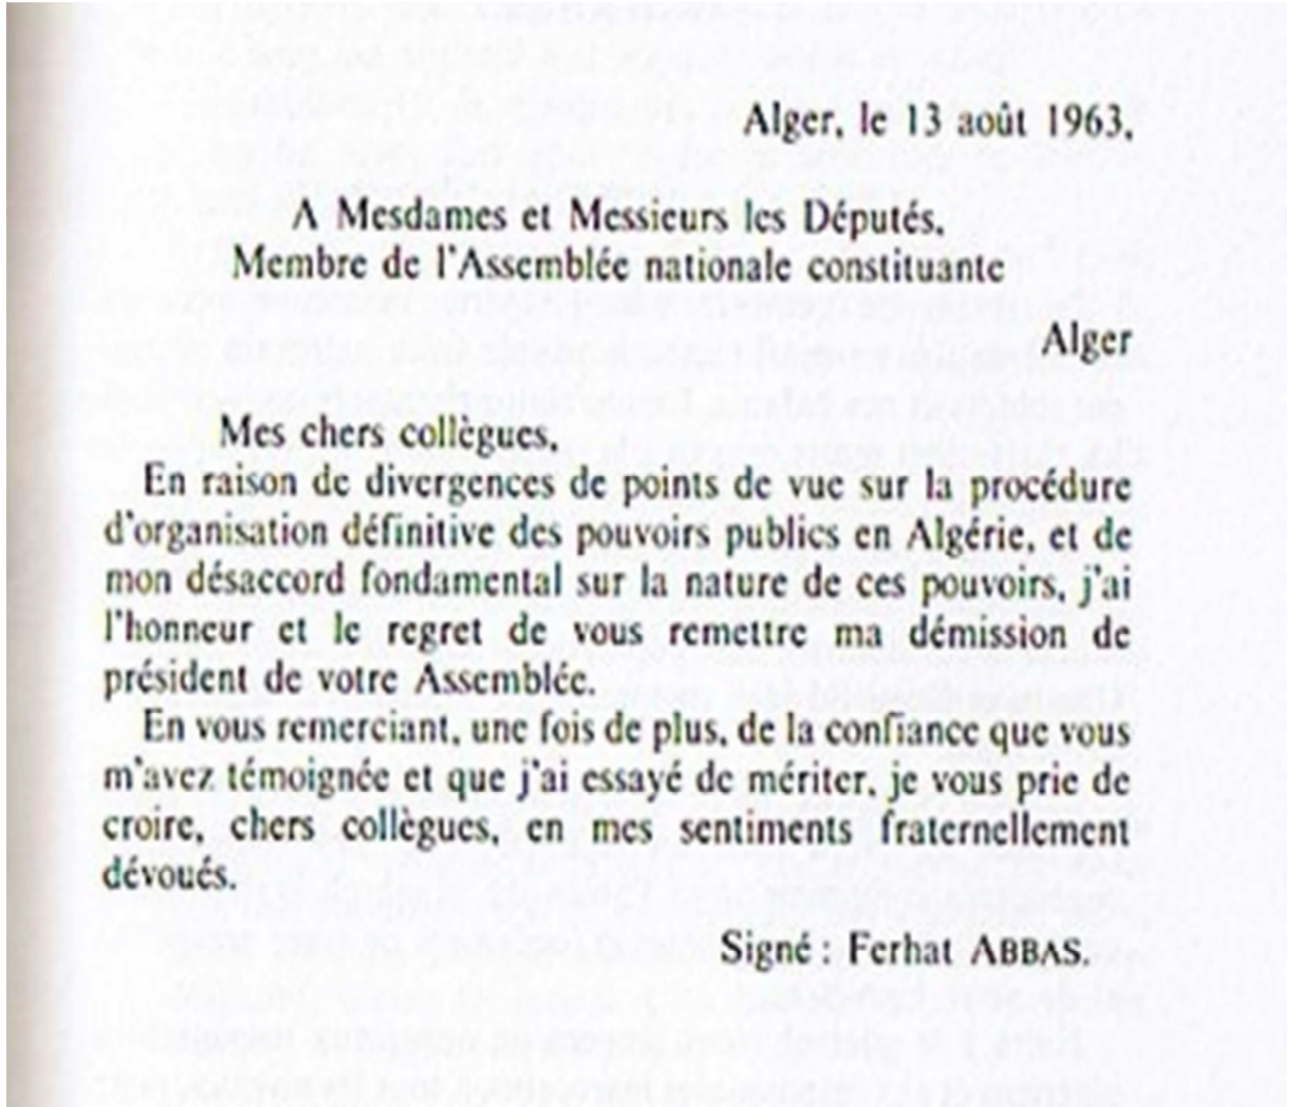 Alger, le 13 août 1963,
A Mesdames et Messieurs les Députés,
Membre de l'Assemblée nationale constituante
Alger
Mes chers collègues,
En raison de divergences de points de vue sur la procédure
d'organisation définitive des pouvoirs publics en Algérie, et de
mon désaccord fondamental sur la nature de ces pouvoirs, j'ai
l'honneur et le regret de vous remettre ma démission de
président de votre Assemblée.
En vous remerciant, une fois de plus, de la confiance que vous
m'avez témoignée et que j'ai essayé de mériter, je vous prie de
croire, chers collègues, en mes sentiments fraternellement
dévoués.
Signé : Ferhat ABBAS.